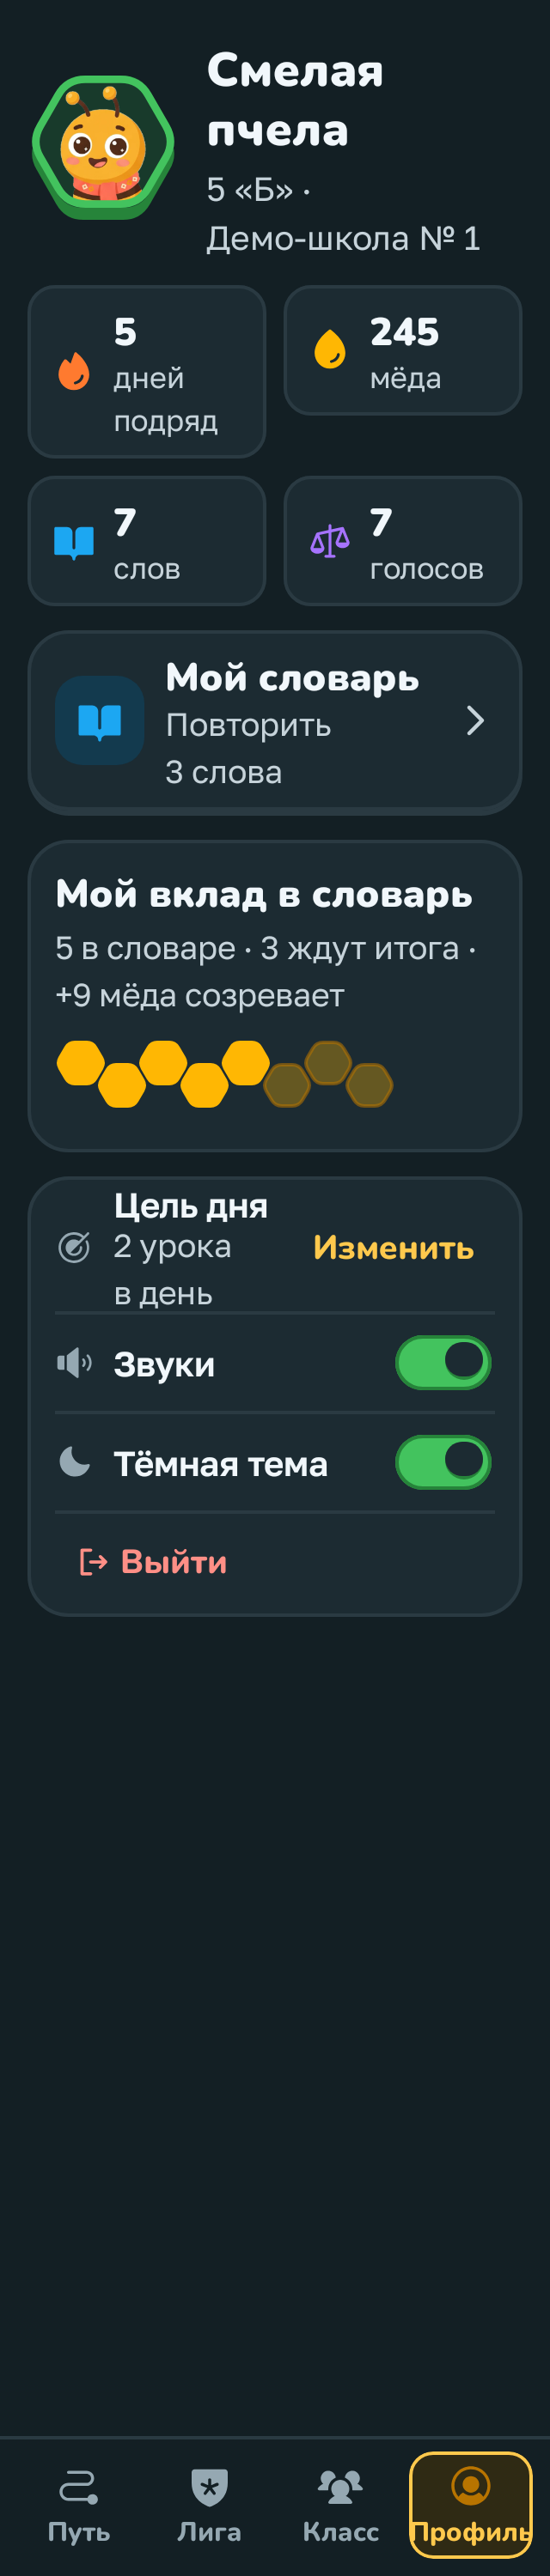 Смелая
пчела
5 «Б» ·
Демо-школа № 1
5
дней
подряд
245
мёда
7
слов
7
голосов
Мой словарь
Повторить
3 слова
Мой вклад в словарь
5 в словаре · 3 ждут итога ·
+9 мёда созревает
Цель дня
2 урока
в день
Изменить
Звуки
Тёмная тема
Выйти
Путь
Лига
Класс
Профиль